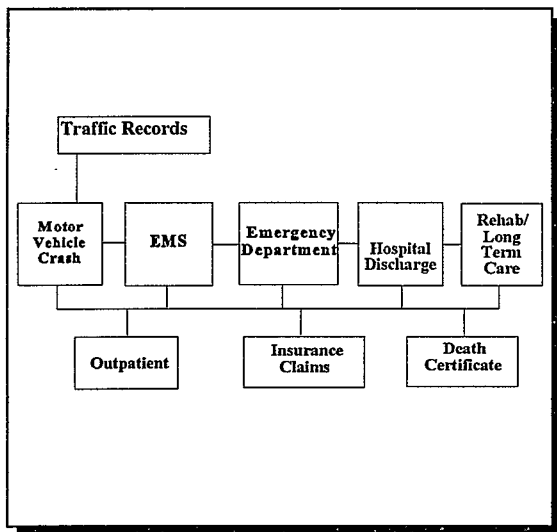 Traffic Records
Motor
Vehicle
Crash
EMS
Emergency
Department
Hospital
Discharge
Rehab/
Long
Term
Care
Outpatient
Insurance
Claims
Death
Certificate